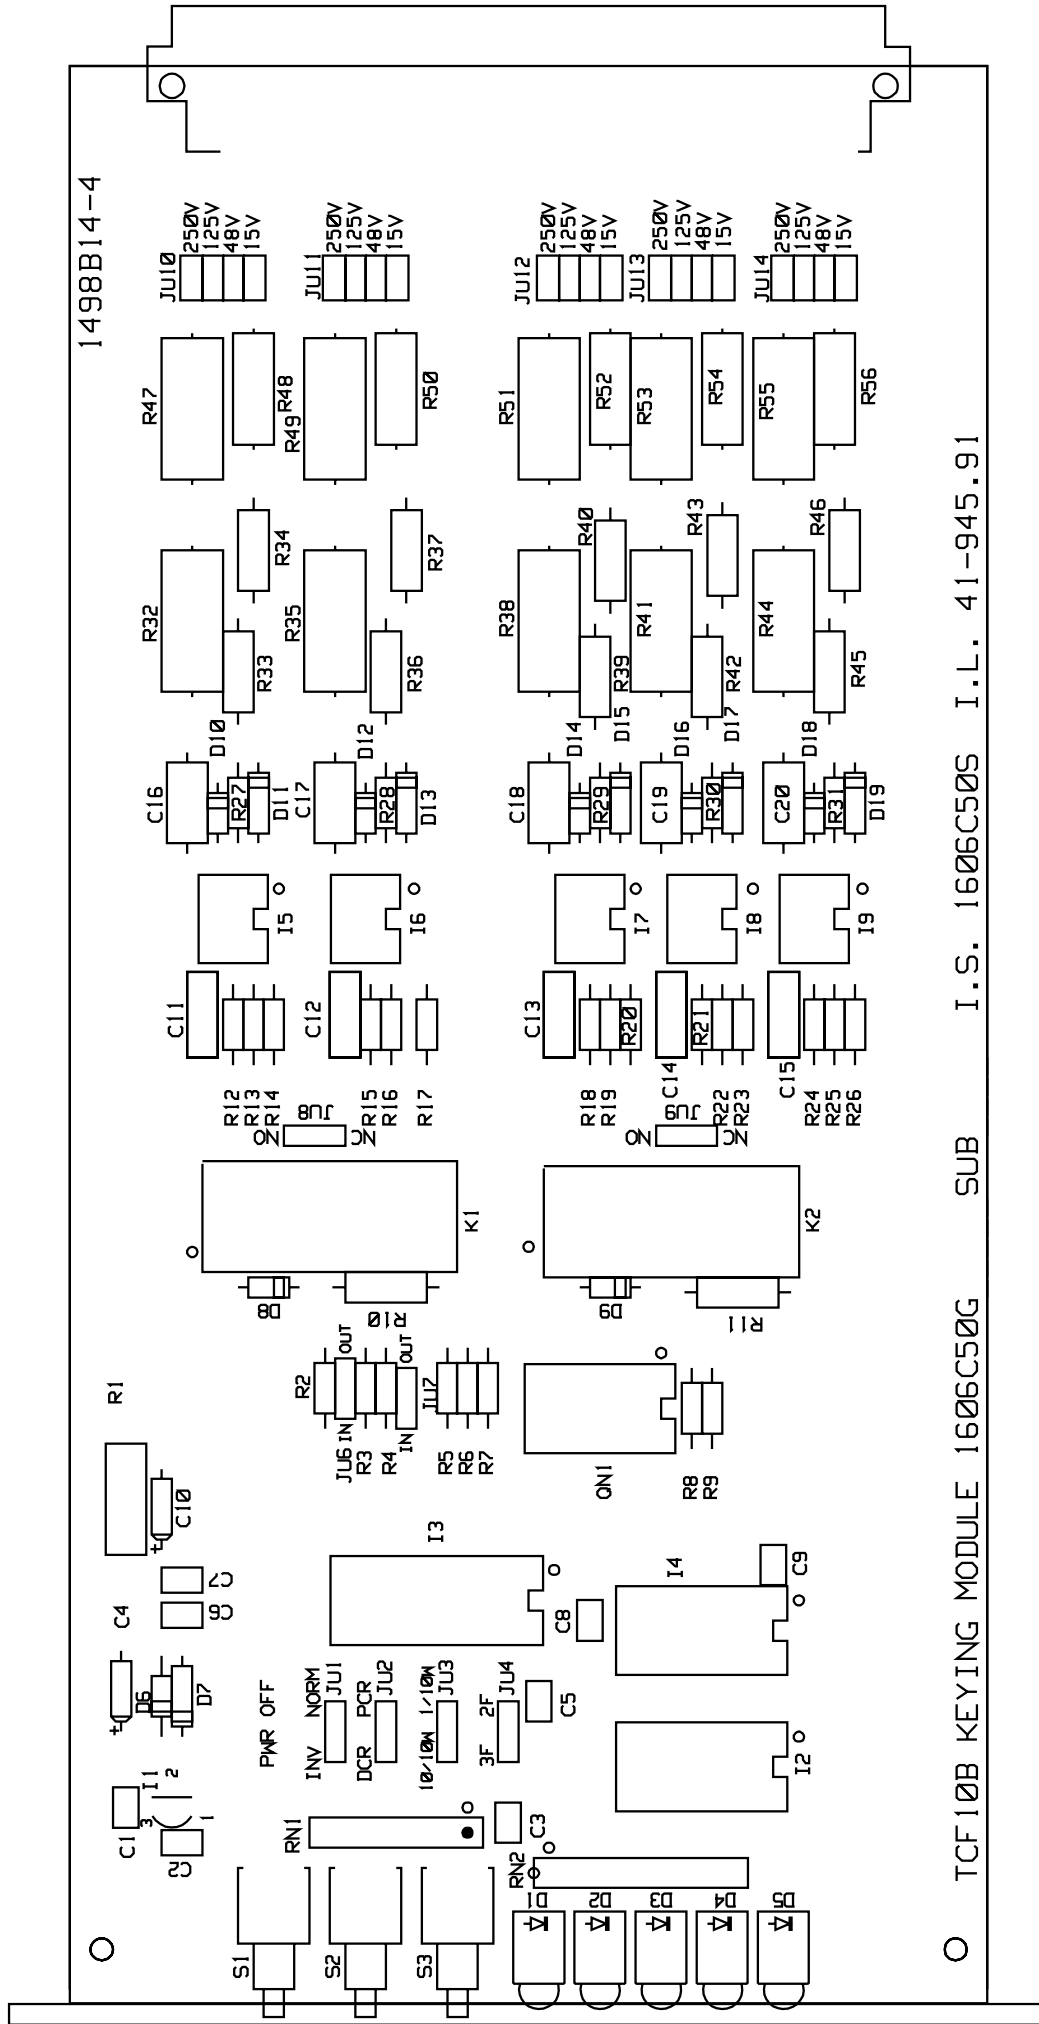 1498B14-4
JU10
250V
125V
48V
15V
JU11
250V
125V
48V
15V
JU12
250V
125V
48V
15V
JU13
250V
125V
48V
15V
JU14
250V
125V
48V
15V
R47
R48
R49
R50
R51
R52
R53
R54
R55
R56
R32
R33
R34
R35
R36
R37
R38
R39
R40
R41
R42
R43
R44
R45
R46
C16
D10
R27
D11
C17
D12
R28
D13
C18
D14
R29
D15
C19
D16
R30
D17
C20
D18
R31
D19
I5
I6
I7
I8
I9
C11
R12
R13
R14
C12
R15
R16
R17
C13
R18
R19
R20
C14
R21
R22
R23
C15
R24
R25
R26
NO
JU8
NC
NO
JU9
NC
K1
K2
D8
R10
D9
R11
R1
R2
JU6
IN
OUT
R3
R4
IN
OUT
JU7
R5
R6
R7
QN1
R8
R9
C10
+
C7
C6
C4
I3
I4
C8
C9
D6
D7
+
PWR OFF
INV
NORM
JU1
DCR
PCR
JU2
10/10W
1/10W
JU3
3F
2F
JU4
C5
I2
C1
I1
2
3
1
C2
RN1
C3
RN2
S1
S2
S3
D1
D2
D3
D4
D5
TCF10B KEYING MODULE 1606C50G SUB I.S. 1606C50S I.L. 41-945.91